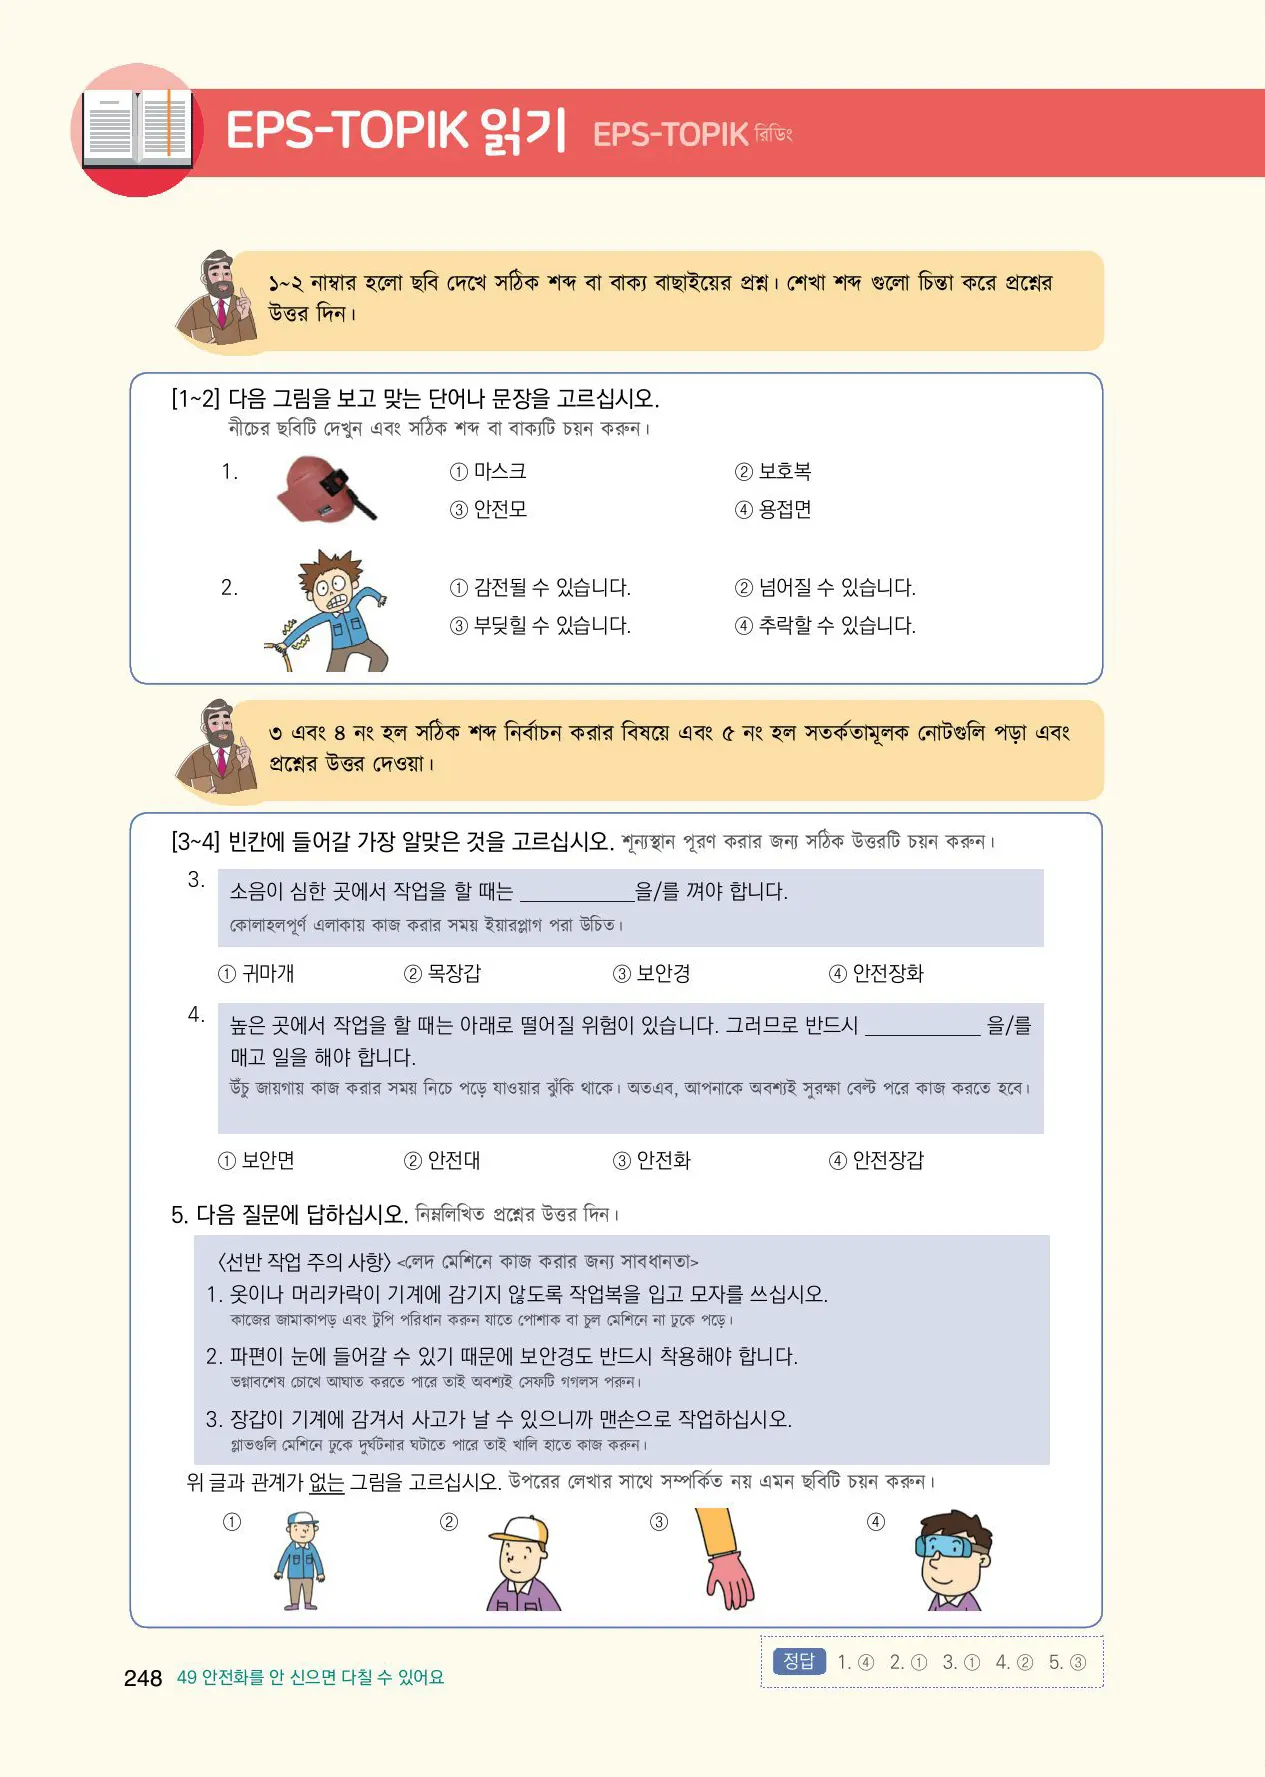 EPS-TOPIK 읽기 EPS-TOPIK রিডিং
১~২ নাম্বার হলো ছবি দেখে সঠিক শব্দ বা বাক্য বাছাইয়ের প্রশ্ন। শেখা শব্দ গুলো চিন্তা করে প্রশ্নের
উত্তর দিন।
[1~2] 다음 그림을 보고 맞는 단어나 문장을 고르십시오.
নীচের ছবিটি দেখুন এবং সঠিক শব্দ বা বাক্যটি চয়ন করুন।
1. ① 마스크 ② 보호복
③ 안전모 ④ 용접면
2. ① 감전될 수 있습니다. ② 넘어질 수 있습니다.
③ 부딪힐 수 있습니다. ④ 추락할 수 있습니다.
৩ এবং ৪ নং হল সঠিক শব্দ নির্বাচন করার বিষয়ে এবং ৫ নং হল সতর্কতামূলক নোটগুলি পড়া এবং
প্রশ্নের উত্তর দেওয়া।
[3~4] 빈칸에 들어갈 가장 알맞은 것을 고르십시오. শূন্যস্থান পূরণ করার জন্য সঠিক উত্তরটি চয়ন করুন।
3. 소음이 심한 곳에서 작업을 할 때는 ___________을/를 껴야 합니다.
কোলাহলপূর্ণ এলাকায় কাজ করার সময় ইয়ারপ্লাগ পরা উচিত।
① 귀마개 ② 목장갑 ③ 보안경 ④ 안전장화
4. 높은 곳에서 작업을 할 때는 아래로 떨어질 위험이 있습니다. 그러므로 반드시 ___________ 을/를
매고 일을 해야 합니다.
উঁচু জায়গায় কাজ করার সময় নিচে পড়ে যাওয়ার ঝুঁকি থাকে। অতএব, আপনাকে অবশ্যই সুরক্ষা বেল্ট পরে কাজ করতে হবে।
① 보안면 ② 안전대 ③ 안전화 ④ 안전장갑
5. 다음 질문에 답하십시오. নিম্নলিখিত প্রশ্নের উত্তর দিন।
〈선반 작업 주의 사항〉 <লেদ মেশিনে কাজ করার জন্য সাবধানতা>
1. 옷이나 머리카락이 기계에 감기지 않도록 작업복을 입고 모자를 쓰십시오.
কাজের জামাকাপড় এবং টুপি পরিধান করুন যাতে পোশাক বা চুল মেশিনে না ঢুকে পড়ে।
2. 파편이 눈에 들어갈 수 있기 때문에 보안경도 반드시 착용해야 합니다.
ভগ্নাবশেষ চোখে আঘাত করতে পারে তাই অবশ্যই সেফটি গগলস পরুন।
3. 장갑이 기계에 감겨서 사고가 날 수 있으니까 맨손으로 작업하십시오.
গ্লাভগুলি মেশিনে ঢুকে দুর্ঘটনার ঘটাতে পারে তাই খালি হাতে কাজ করুন।
위 글과 관계가 없는 그림을 고르십시오. উপরের লেখার সাথে সম্পর্কিত নয় এমন ছবিটি চয়ন করুন।
① ② ③ ④
정답 1. ④ 2. ① 3. ① 4. ② 5. ③
248 49 안전화를 안 신으면 다칠 수 있어요